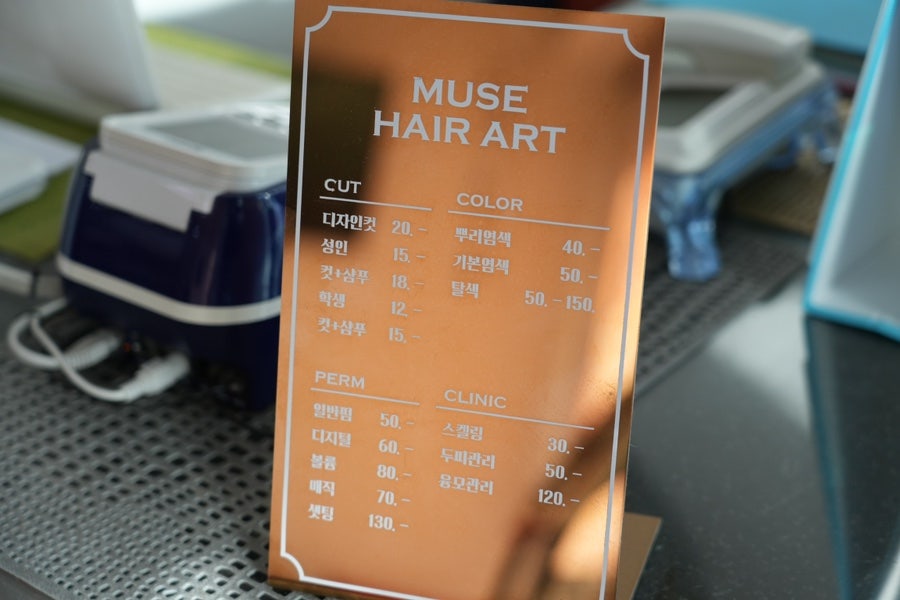 MUSE
HAIR ART
CUT
디자인컷 20. –
성인 15. –
컷+샴푸 18. –
학생 12. –
컷+샴푸 15. –
COLOR
뿌리염색 40. –
기본염색 50. –
탈색 50. – 150.
PERM
일반펌 50. –
디지털 60. –
볼륨 80. –
매직 70. –
셋팅 130. –
CLINIC
스켈링 30. –
두피관리 50. –
육모관리 120. –